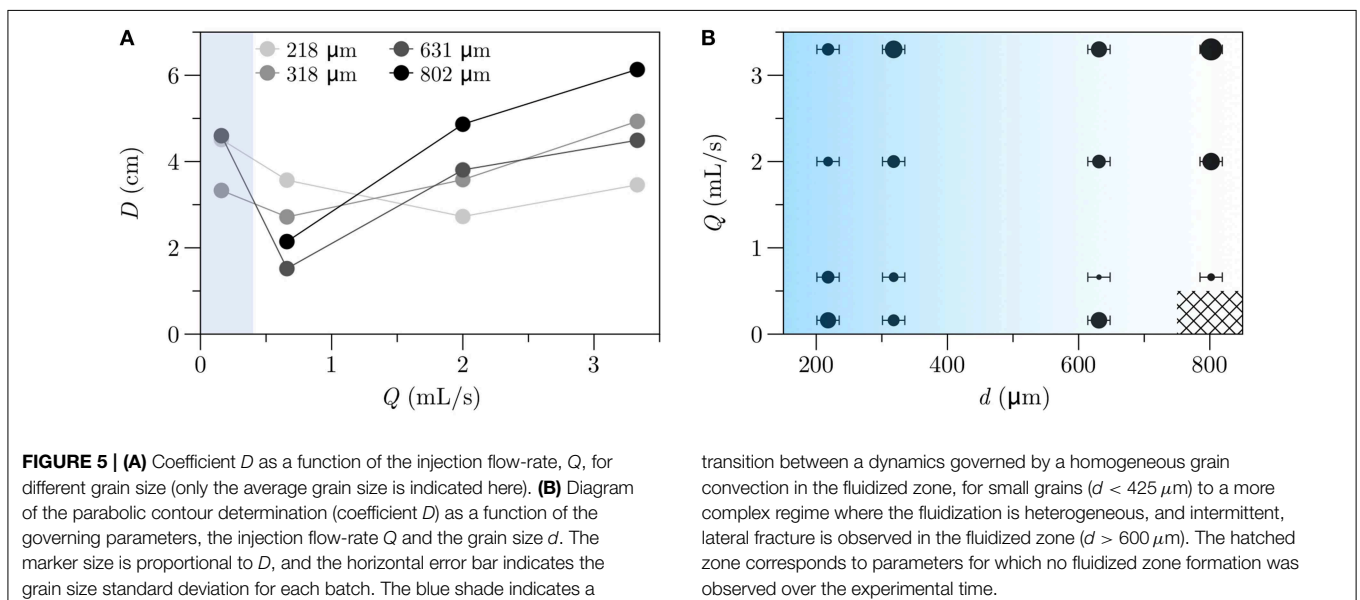 A
B
218 μm
631 μm
318 μm
802 μm
6
4
2
0
D (cm)
0
1
2
3
Q (mL/s)
3
2
1
0
Q (mL/s)
200
400
600
800
d (μm)
FIGURE 5 | (A) Coefficient D as a function of the injection flow-rate, Q, for
different grain size (only the average grain size is indicated here). (B) Diagram
of the parabolic contour determination (coefficient D) as a function of the
governing parameters, the injection flow-rate Q and the grain size d. The
marker size is proportional to D, and the horizontal error bar indicates the
grain size standard deviation for each batch. The blue shade indicates a
transition between a dynamics governed by a homogeneous grain
convection in the fluidized zone, for small grains (d < 425 μm) to a more
complex regime where the fluidization is heterogeneous, and intermittent,
lateral fracture is observed in the fluidized zone (d > 600 μm). The hatched
zone corresponds to parameters for which no fluidized zone formation was
observed over the experimental time.